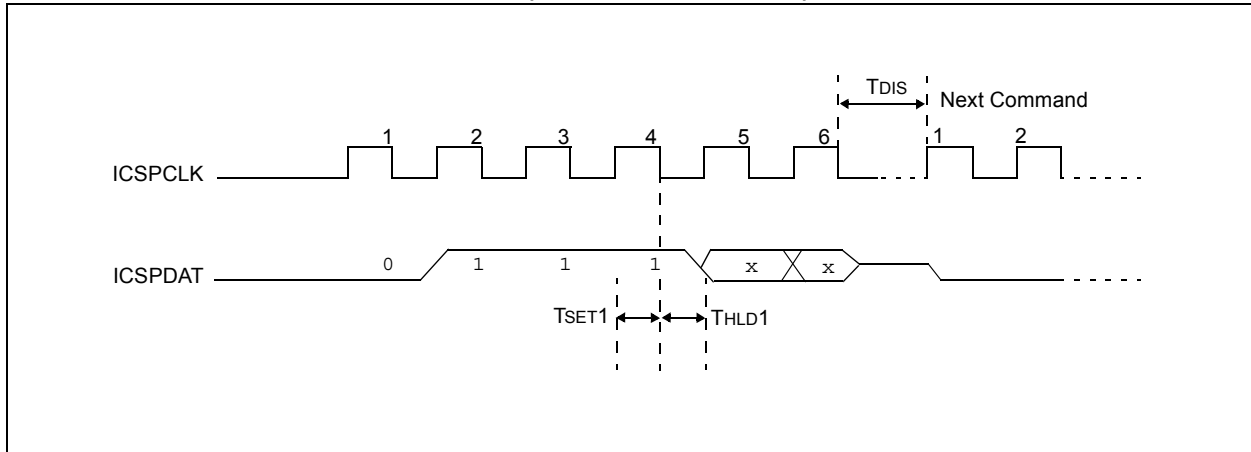 TDIS
Next Command
1 2 3 4 5 6 1 2
ICSPCLK
ICSPDAT
0 1 1 1 x x
TSET1 THLD1